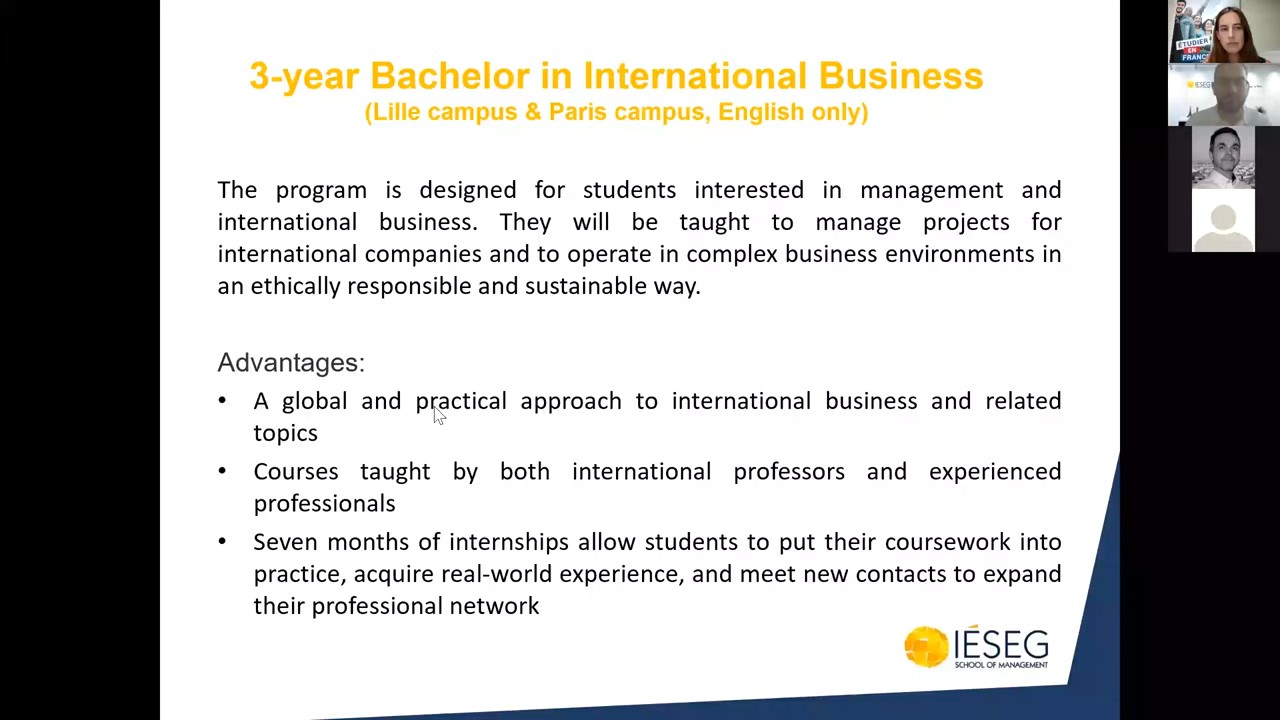 3-year Bachelor in International Business
(Lille campus & Paris campus, English only)
The program is designed for students interested in management and
international business. They will be taught to manage projects for
international companies and to operate in complex business environments in
an ethically responsible and sustainable way.
Advantages:
• A global and practical approach to international business and related
topics
• Courses taught by both international professors and experienced
professionals
• Seven months of internships allow students to put their coursework into
practice, acquire real-world experience, and meet new contacts to expand
their professional network
IÉSEG
SCHOOL OF MANAGEMENT
ÉTUDIER
EN
FRANCE
IÉSEG